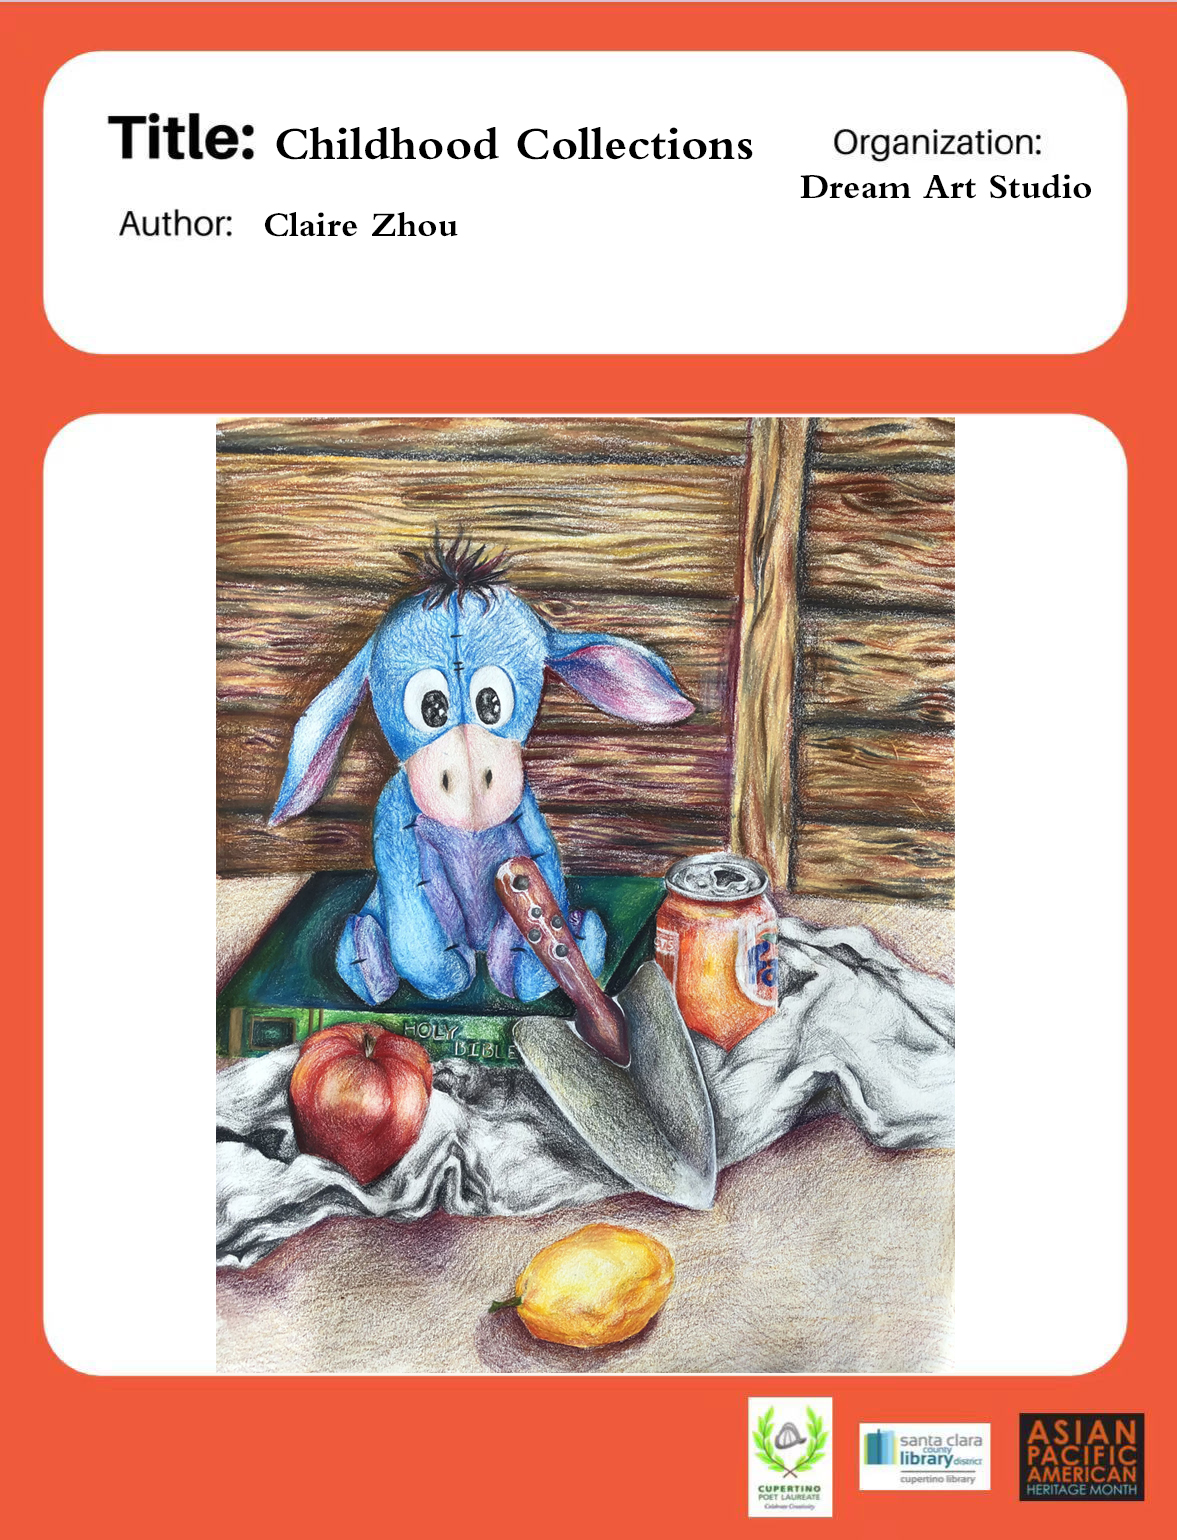 Title: Childhood Collections
Organization:
Dream Art Studio
Author: Claire Zhou
HOLY
BIBLE
CUPERTINO
POET LAUREATE
Celebrate Creativity
santa clara
county
library district
cupertino library
ASIAN
PACIFIC
AMERICAN
HERITAGE MONTH